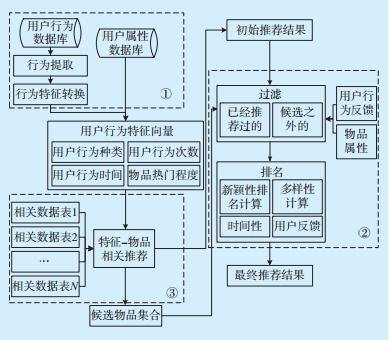 用户行为
数据库
用户属性
数据库
行为提取
行为特征转换
①
用户行为特征向量
用户行为种类
用户行为次数
用户行为时间
物品热门程度
相关数据表1
相关数据表2
…
相关数据表N
特征-物品
相关推荐
③
候选物品集合
初始推荐结果
过滤
已经推
荐过的
候选之
外的
用户行
为反馈
物品
属性
排名
新颖性排
名计算
多样性
计算
时间性
用户反馈
②
最终推荐结果